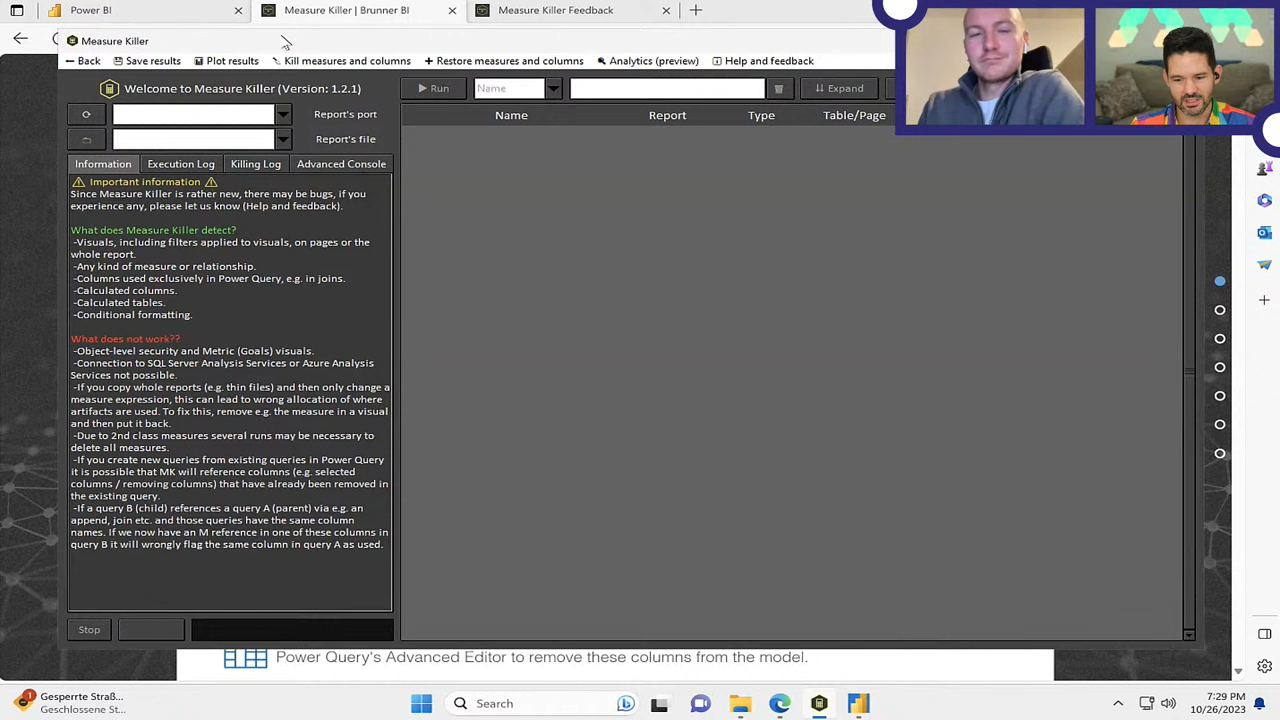 Power BI
Measure Killer | Brunner BI
Measure Killer Feedback
Measure Killer
Back
Save results
Plot results
Kill measures and columns
Restore measures and columns
Analytics (preview)
Help and feedback
Welcome to Measure Killer (Version: 1.2.1)
Run
Name
Expand
Report's port
Report's file
Name
Report
Type
Table/Page
Information
Execution Log
Killing Log
Advanced Console
Important information
Since Measure Killer is rather new, there may be bugs, if you
experience any, please let us know (Help and feedback).
What does Measure Killer detect?
-Visuals, including filters applied to visuals, on pages or the
whole report.
-Any kind of measure or relationship.
-Columns used exclusively in Power Query, e.g. in joins.
-Calculated columns.
-Calculated tables.
-Conditional formatting.
What does not work??
-Object-level security and Metric (Goals) visuals.
-Connection to SQL Server Analysis Services or Azure Analysis
Services not possible.
-If you copy whole reports (e.g. thin files) and then only change a
measure expression, this can lead to wrong allocation of where
artifacts are used. To fix this, remove e.g. the measure in a visual
and then put it back.
-Due to 2nd class measures several runs may be necessary to
delete all measures.
-If you create new queries from existing queries in Power Query
it is possible that MK will reference columns (e.g. selected
columns / removing columns) that have already been removed in
the existing query.
-If a query B (child) references a query A (parent) via e.g. an
append, join etc. and those queries have the same column
names. If we now have an M reference in one of these columns in
query B it will wrongly flag the same column in query A as used.
Stop
Power Query's Advanced Editor to remove these columns from the model.
1
Gesperrte Straß...
Geschlossene St...
Search
7:29 PM
10/26/2023